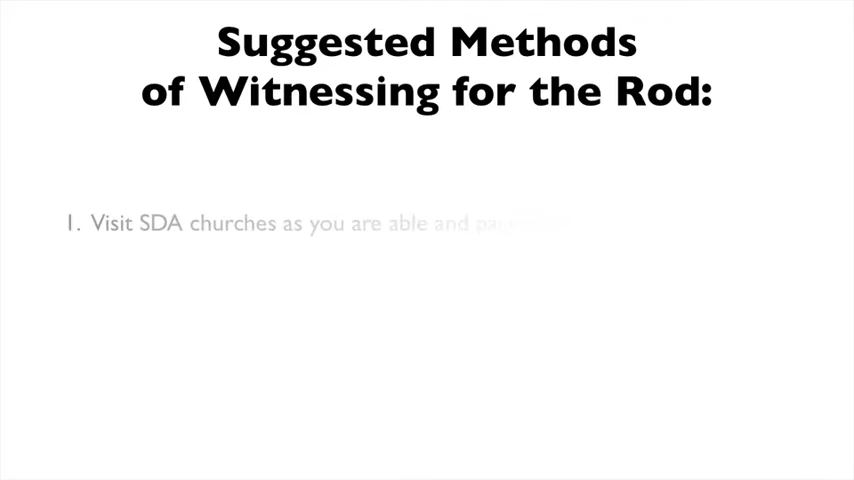 Suggested Methods
of Witnessing for the Rod:
1. Visit SDA churches as you are able and